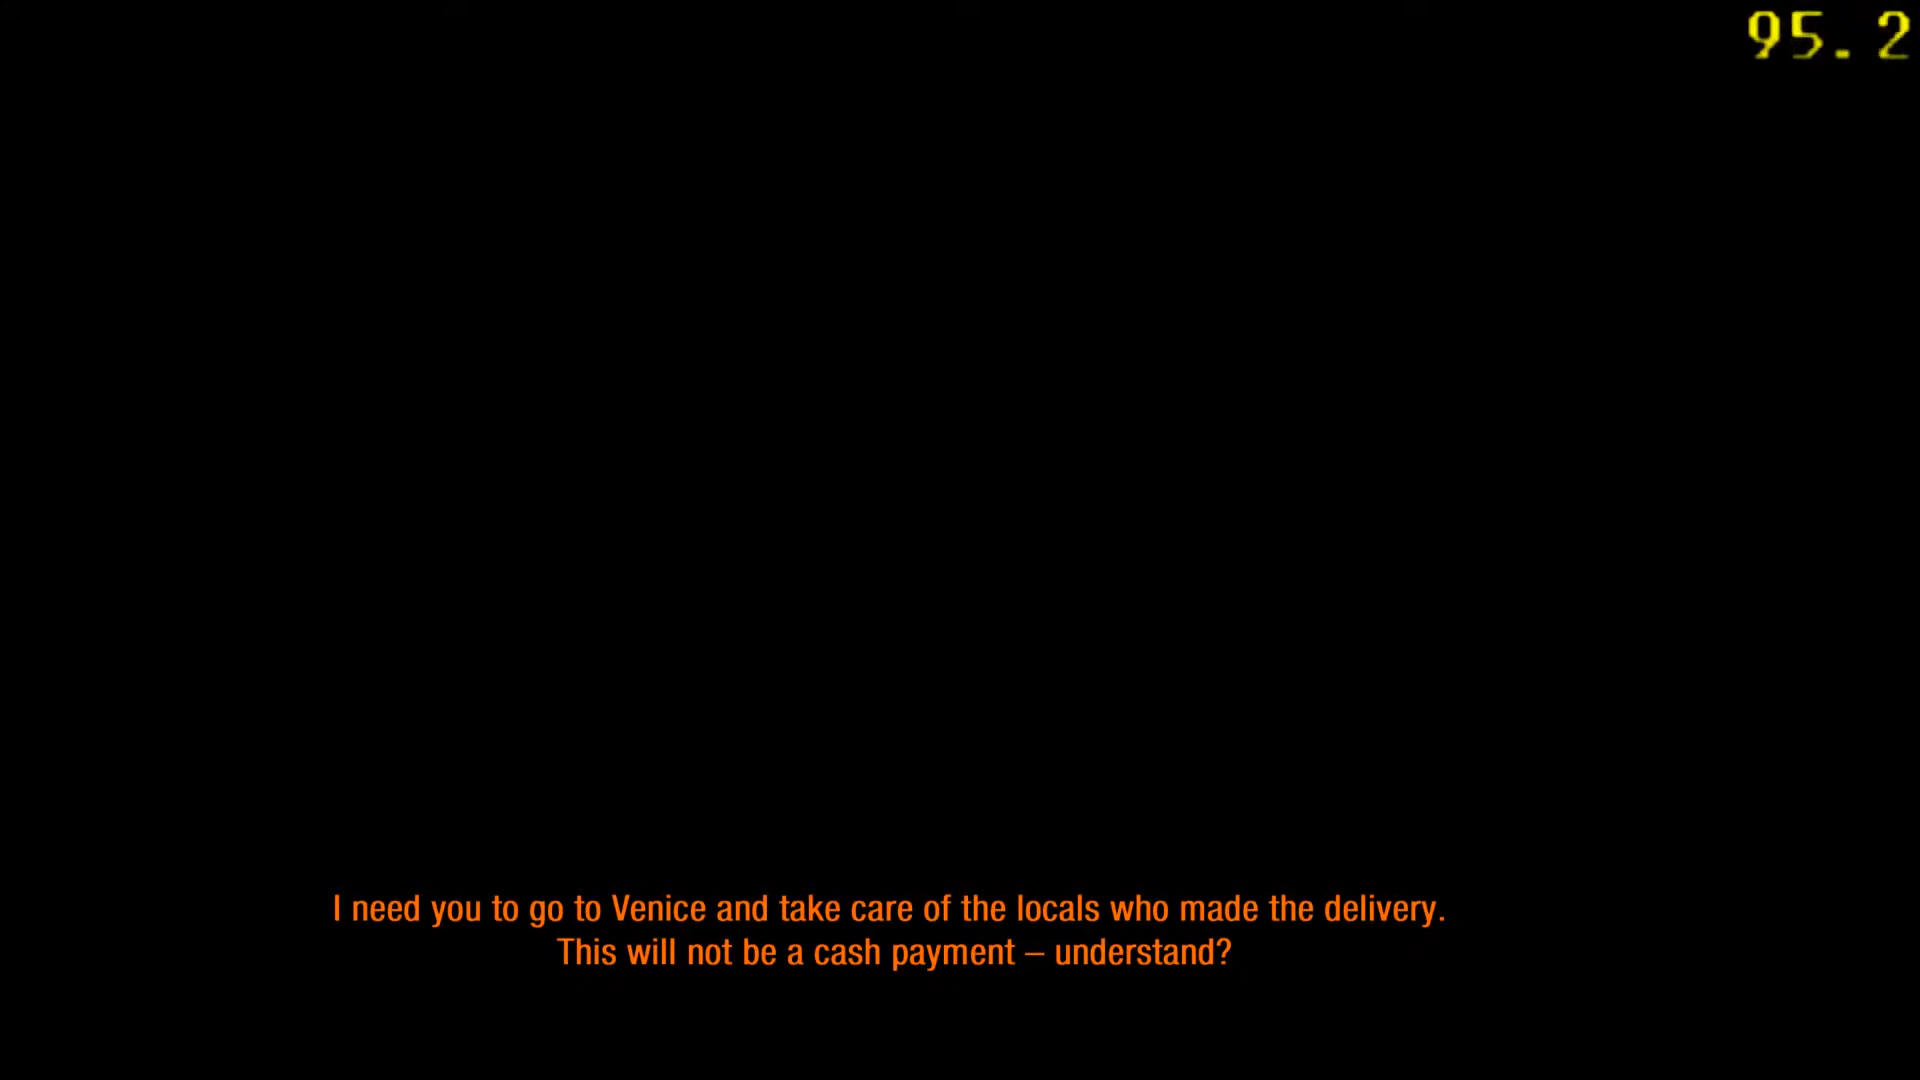 95.2
I need you to go to Venice and take care of the locals who made the delivery.
This will not be a cash payment – understand?